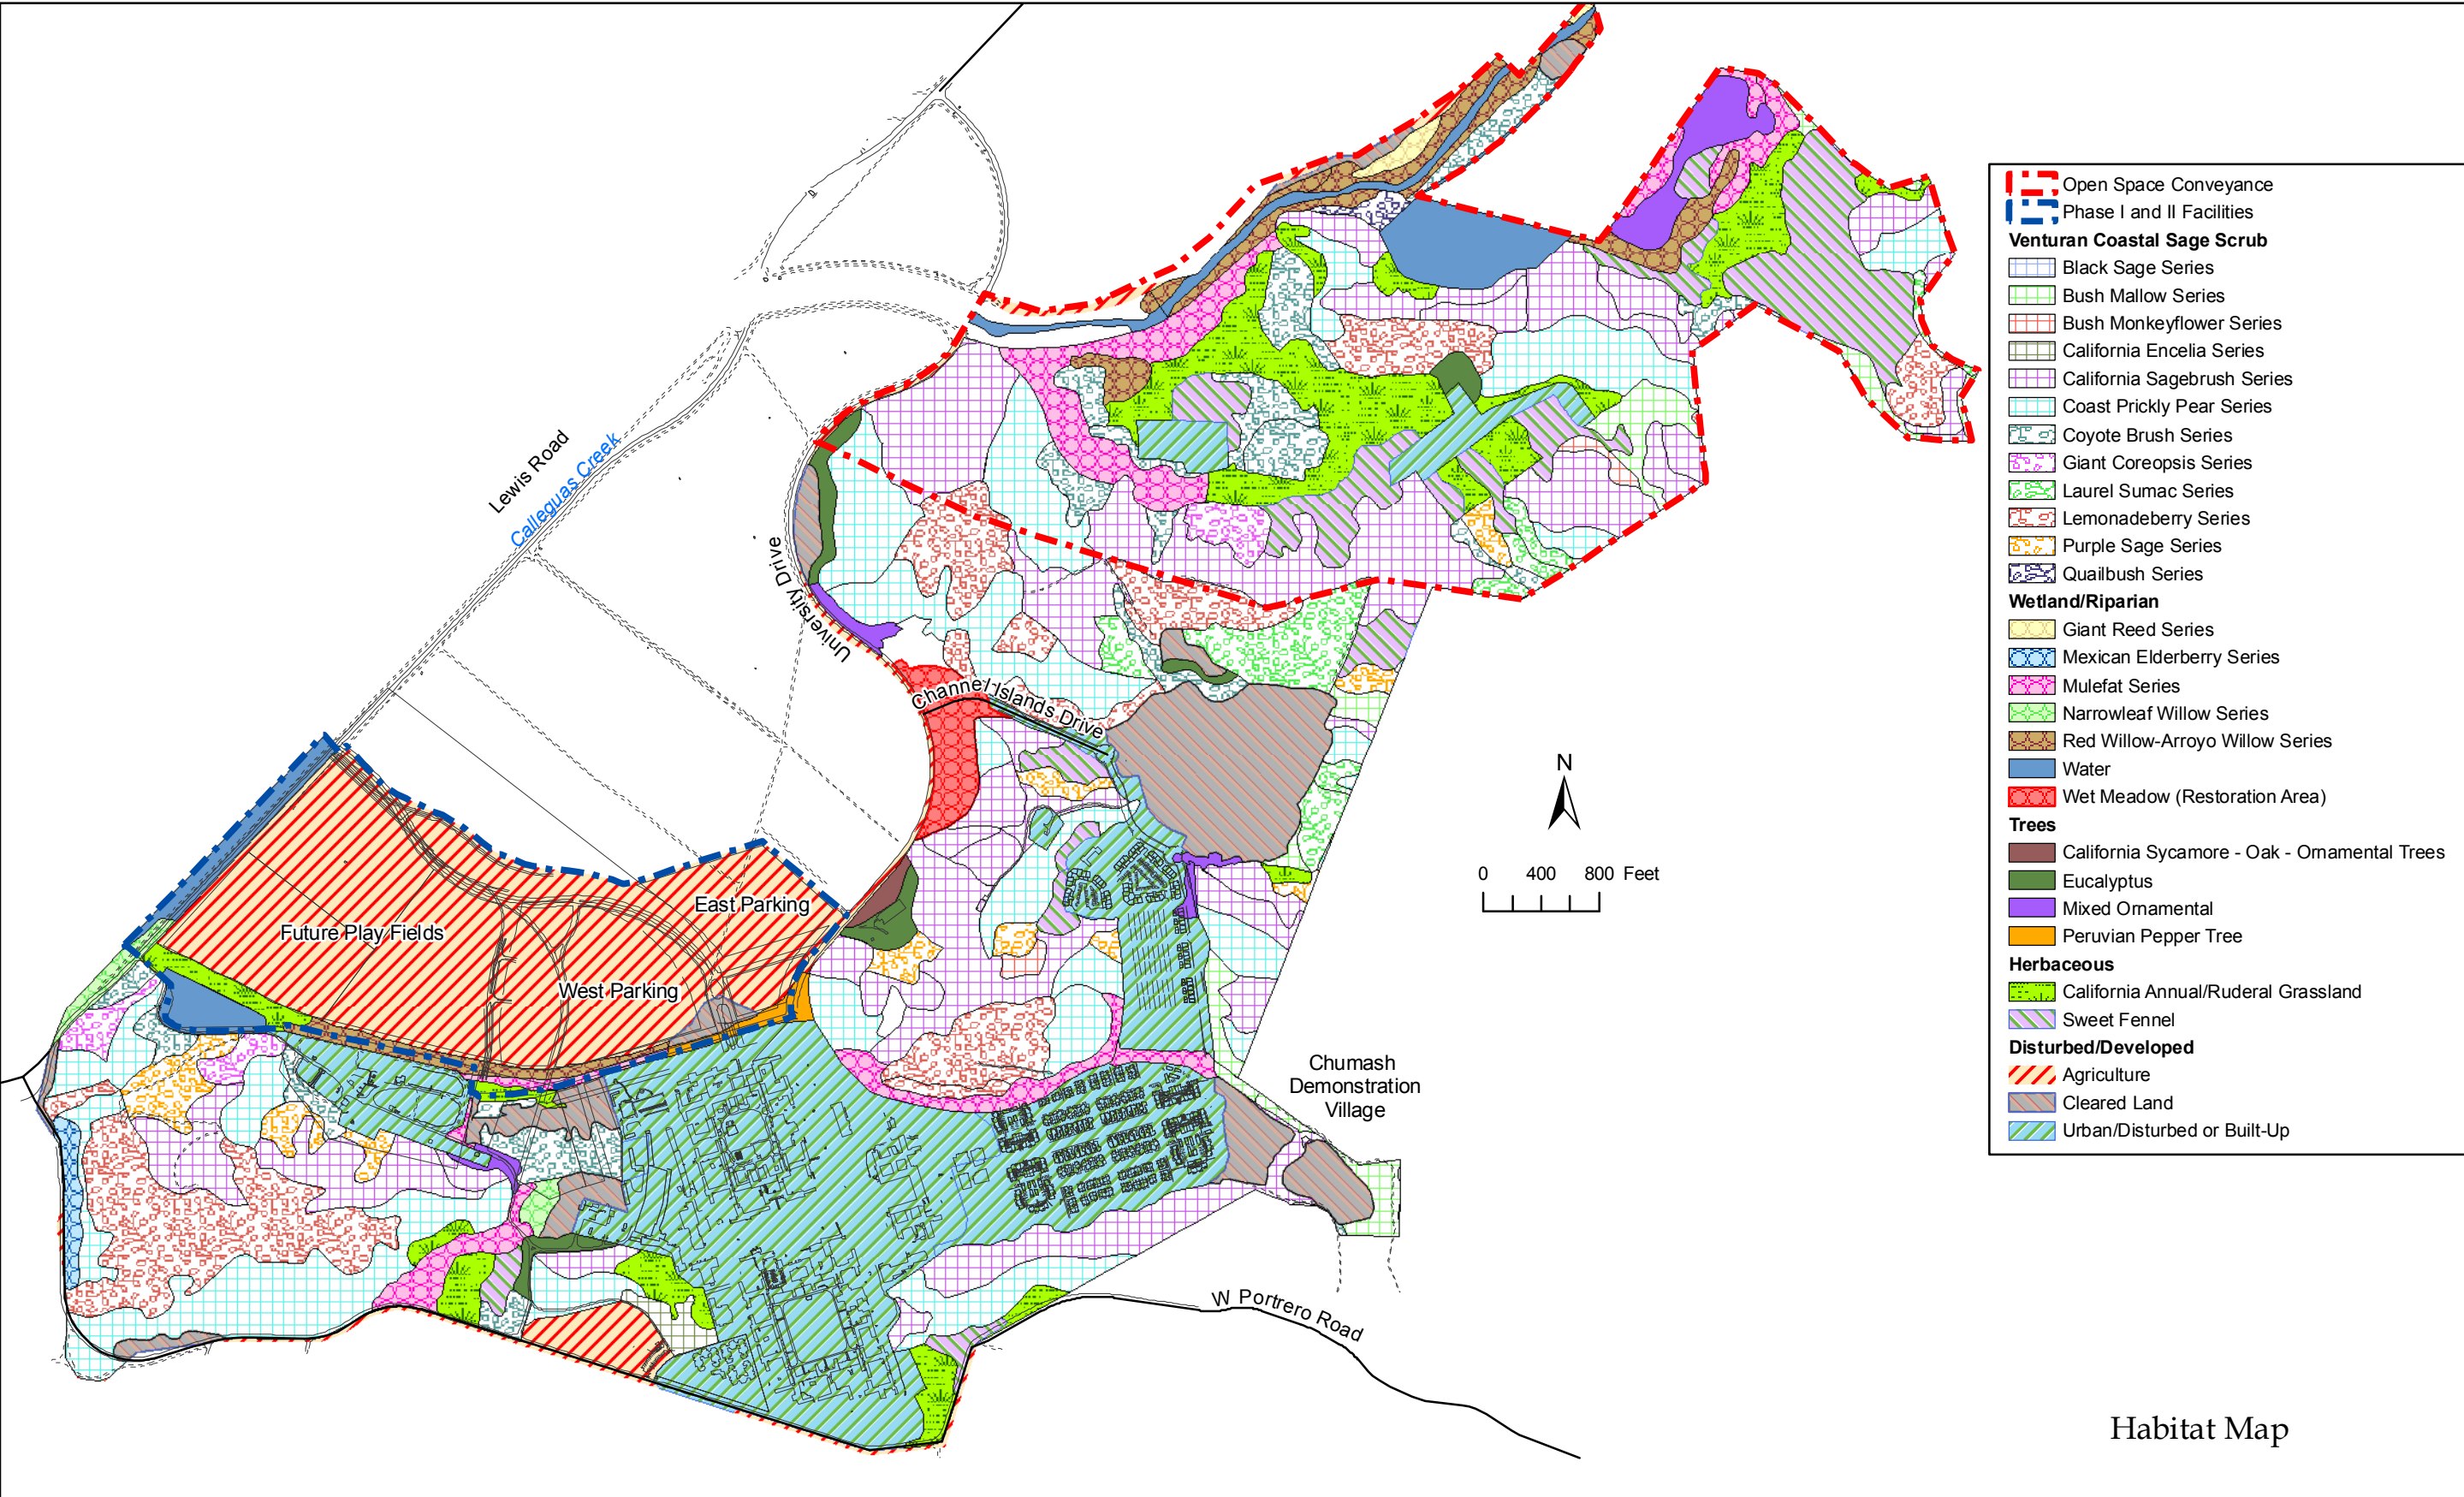 Open Space Conveyance
Phase I and II Facilities
Venturan Coastal Sage Scrub
Black Sage Series
Bush Mallow Series
Bush Monkeyflower Series
California Encelia Series
California Sagebrush Series
Coast Prickly Pear Series
Coyote Brush Series
Giant Coreopsis Series
Laurel Sumac Series
Lemonadeberry Series
Purple Sage Series
Quailbush Series
Wetland/Riparian
Giant Reed Series
Mexican Elderberry Series
Mulefat Series
Narrowleaf Willow Series
Red Willow-Arroyo Willow Series
Water
Wet Meadow (Restoration Area)
Trees
California Sycamore - Oak - Ornamental Trees
Eucalyptus
Mixed Ornamental
Peruvian Pepper Tree
Herbaceous
California Annual/Ruderal Grassland
Sweet Fennel
Disturbed/Developed
Agriculture
Cleared Land
Urban/Disturbed or Built-Up
Lewis Road
Calleguas Creek
University Drive
Channel Islands Drive
N
0 400 800 Feet
East Parking
Future Play Fields
West Parking
Chumash
Demonstration
Village
W Portrero Road
Habitat Map